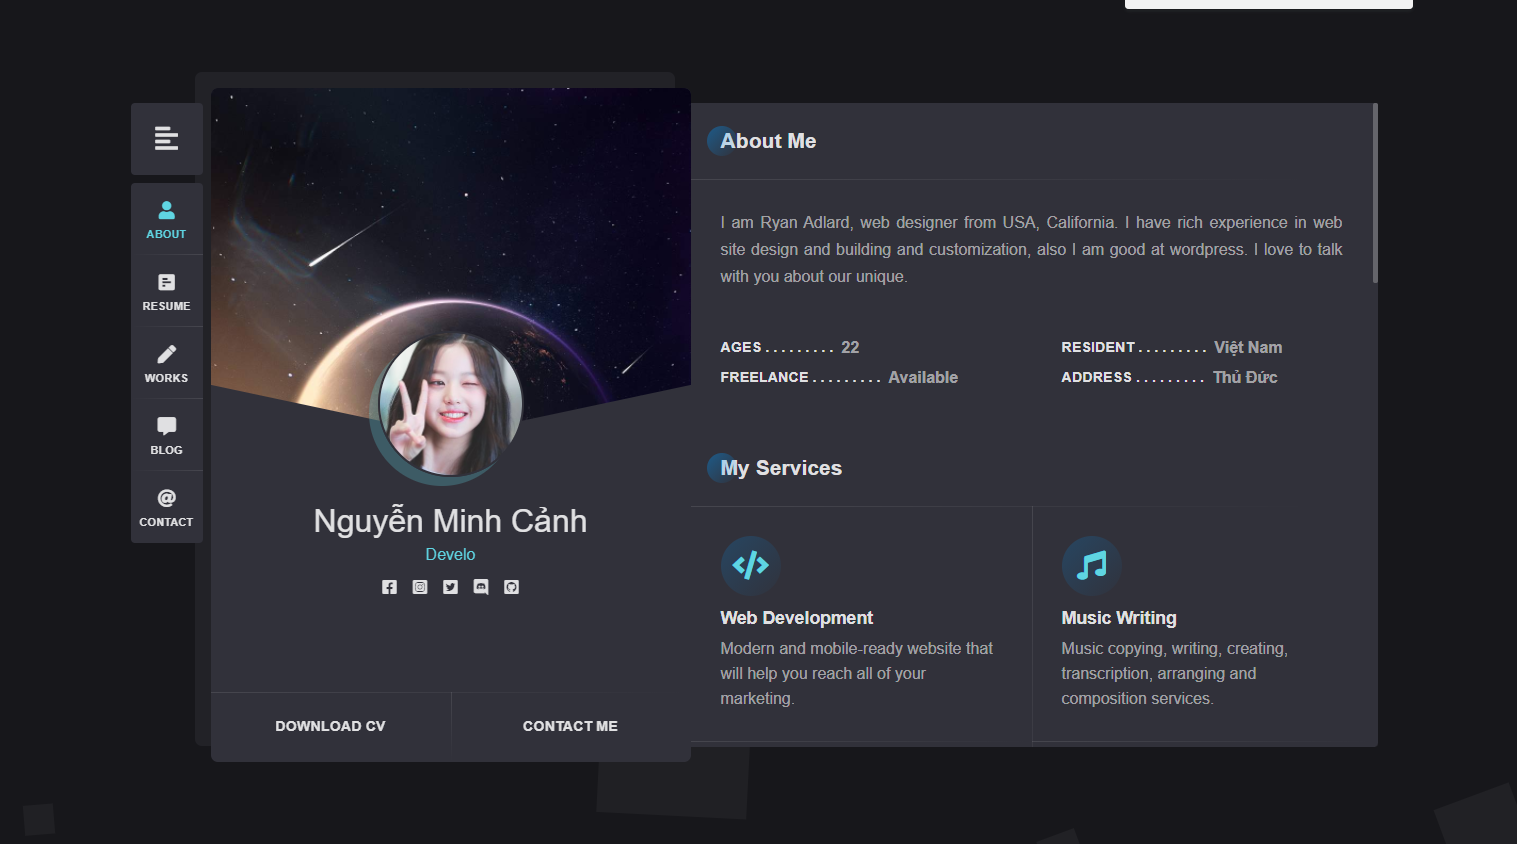 ABOUT
RESUME
WORKS
BLOG
CONTACT
Nguyễn Minh Cảnh
Develo
DOWNLOAD CV
CONTACT ME
About Me
I am Ryan Adlard, web designer from USA, California. I have rich experience in web
site design and building and customization, also I am good at wordpress. I love to talk
with you about our unique.
AGES . . . . . . . . . 22
RESIDENT . . . . . . . . . Việt Nam
FREELANCE . . . . . . . . . Available
ADDRESS . . . . . . . . . Thủ Đức
My Services
Web Development
Modern and mobile-ready website that
will help you reach all of your
marketing.
Music Writing
Music copying, writing, creating,
transcription, arranging and
composition services.